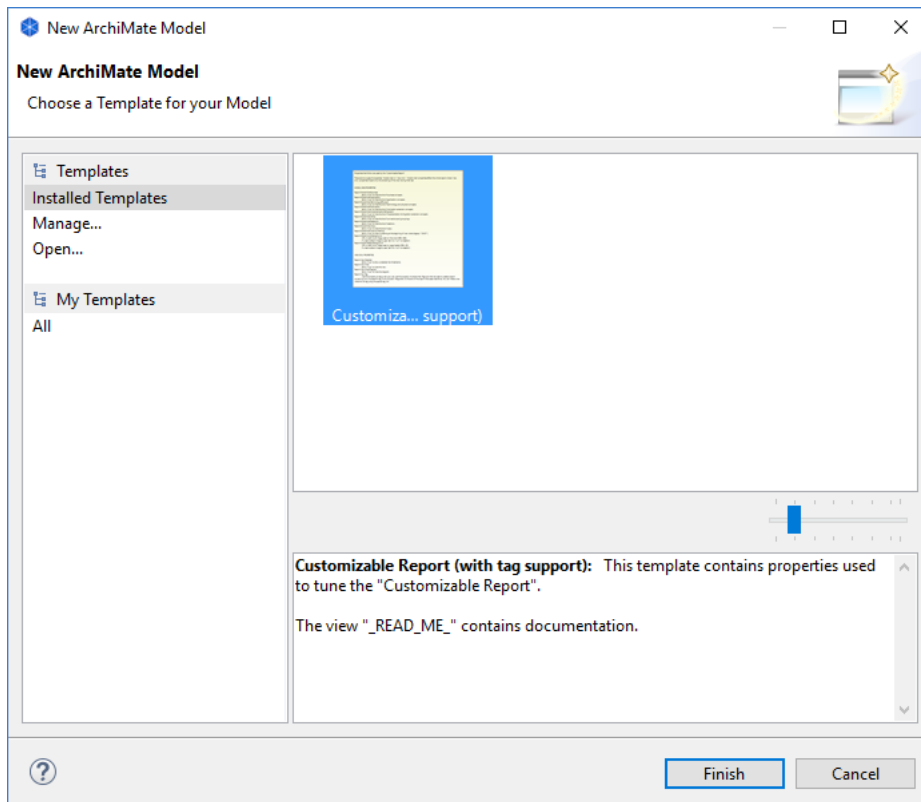 New ArchiMate Model
New ArchiMate Model
Choose a Template for your Model
Templates
Installed Templates
Manage...
Open...
My Templates
All
Customiza... support)
Customizable Report (with tag support): This template contains properties used
to tune the "Customizable Report".
The view "_READ_ME_" contains documentation.
?
Finish
Cancel